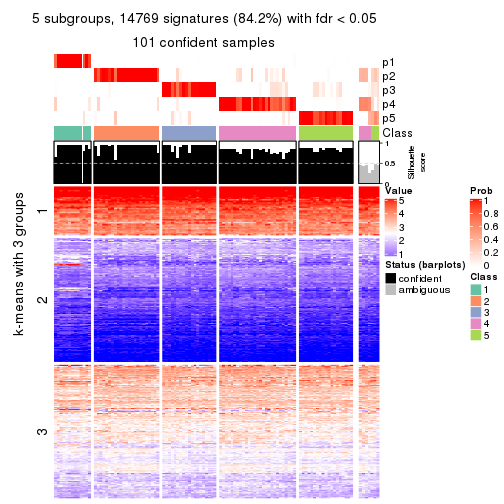 5 subgroups, 14769 signatures (84.2%) with fdr < 0.05
101 confident samples
p1
p2
p3
p4
p5
Class
1
0.5
0
Silhouette
score
k-means with 3 groups
1
2
3
Value
5
4
3
2
1
Status (barplots)
confident
ambiguous
Prob
1
0.8
0.6
0.4
0.2
0
Class
1
2
3
4
5